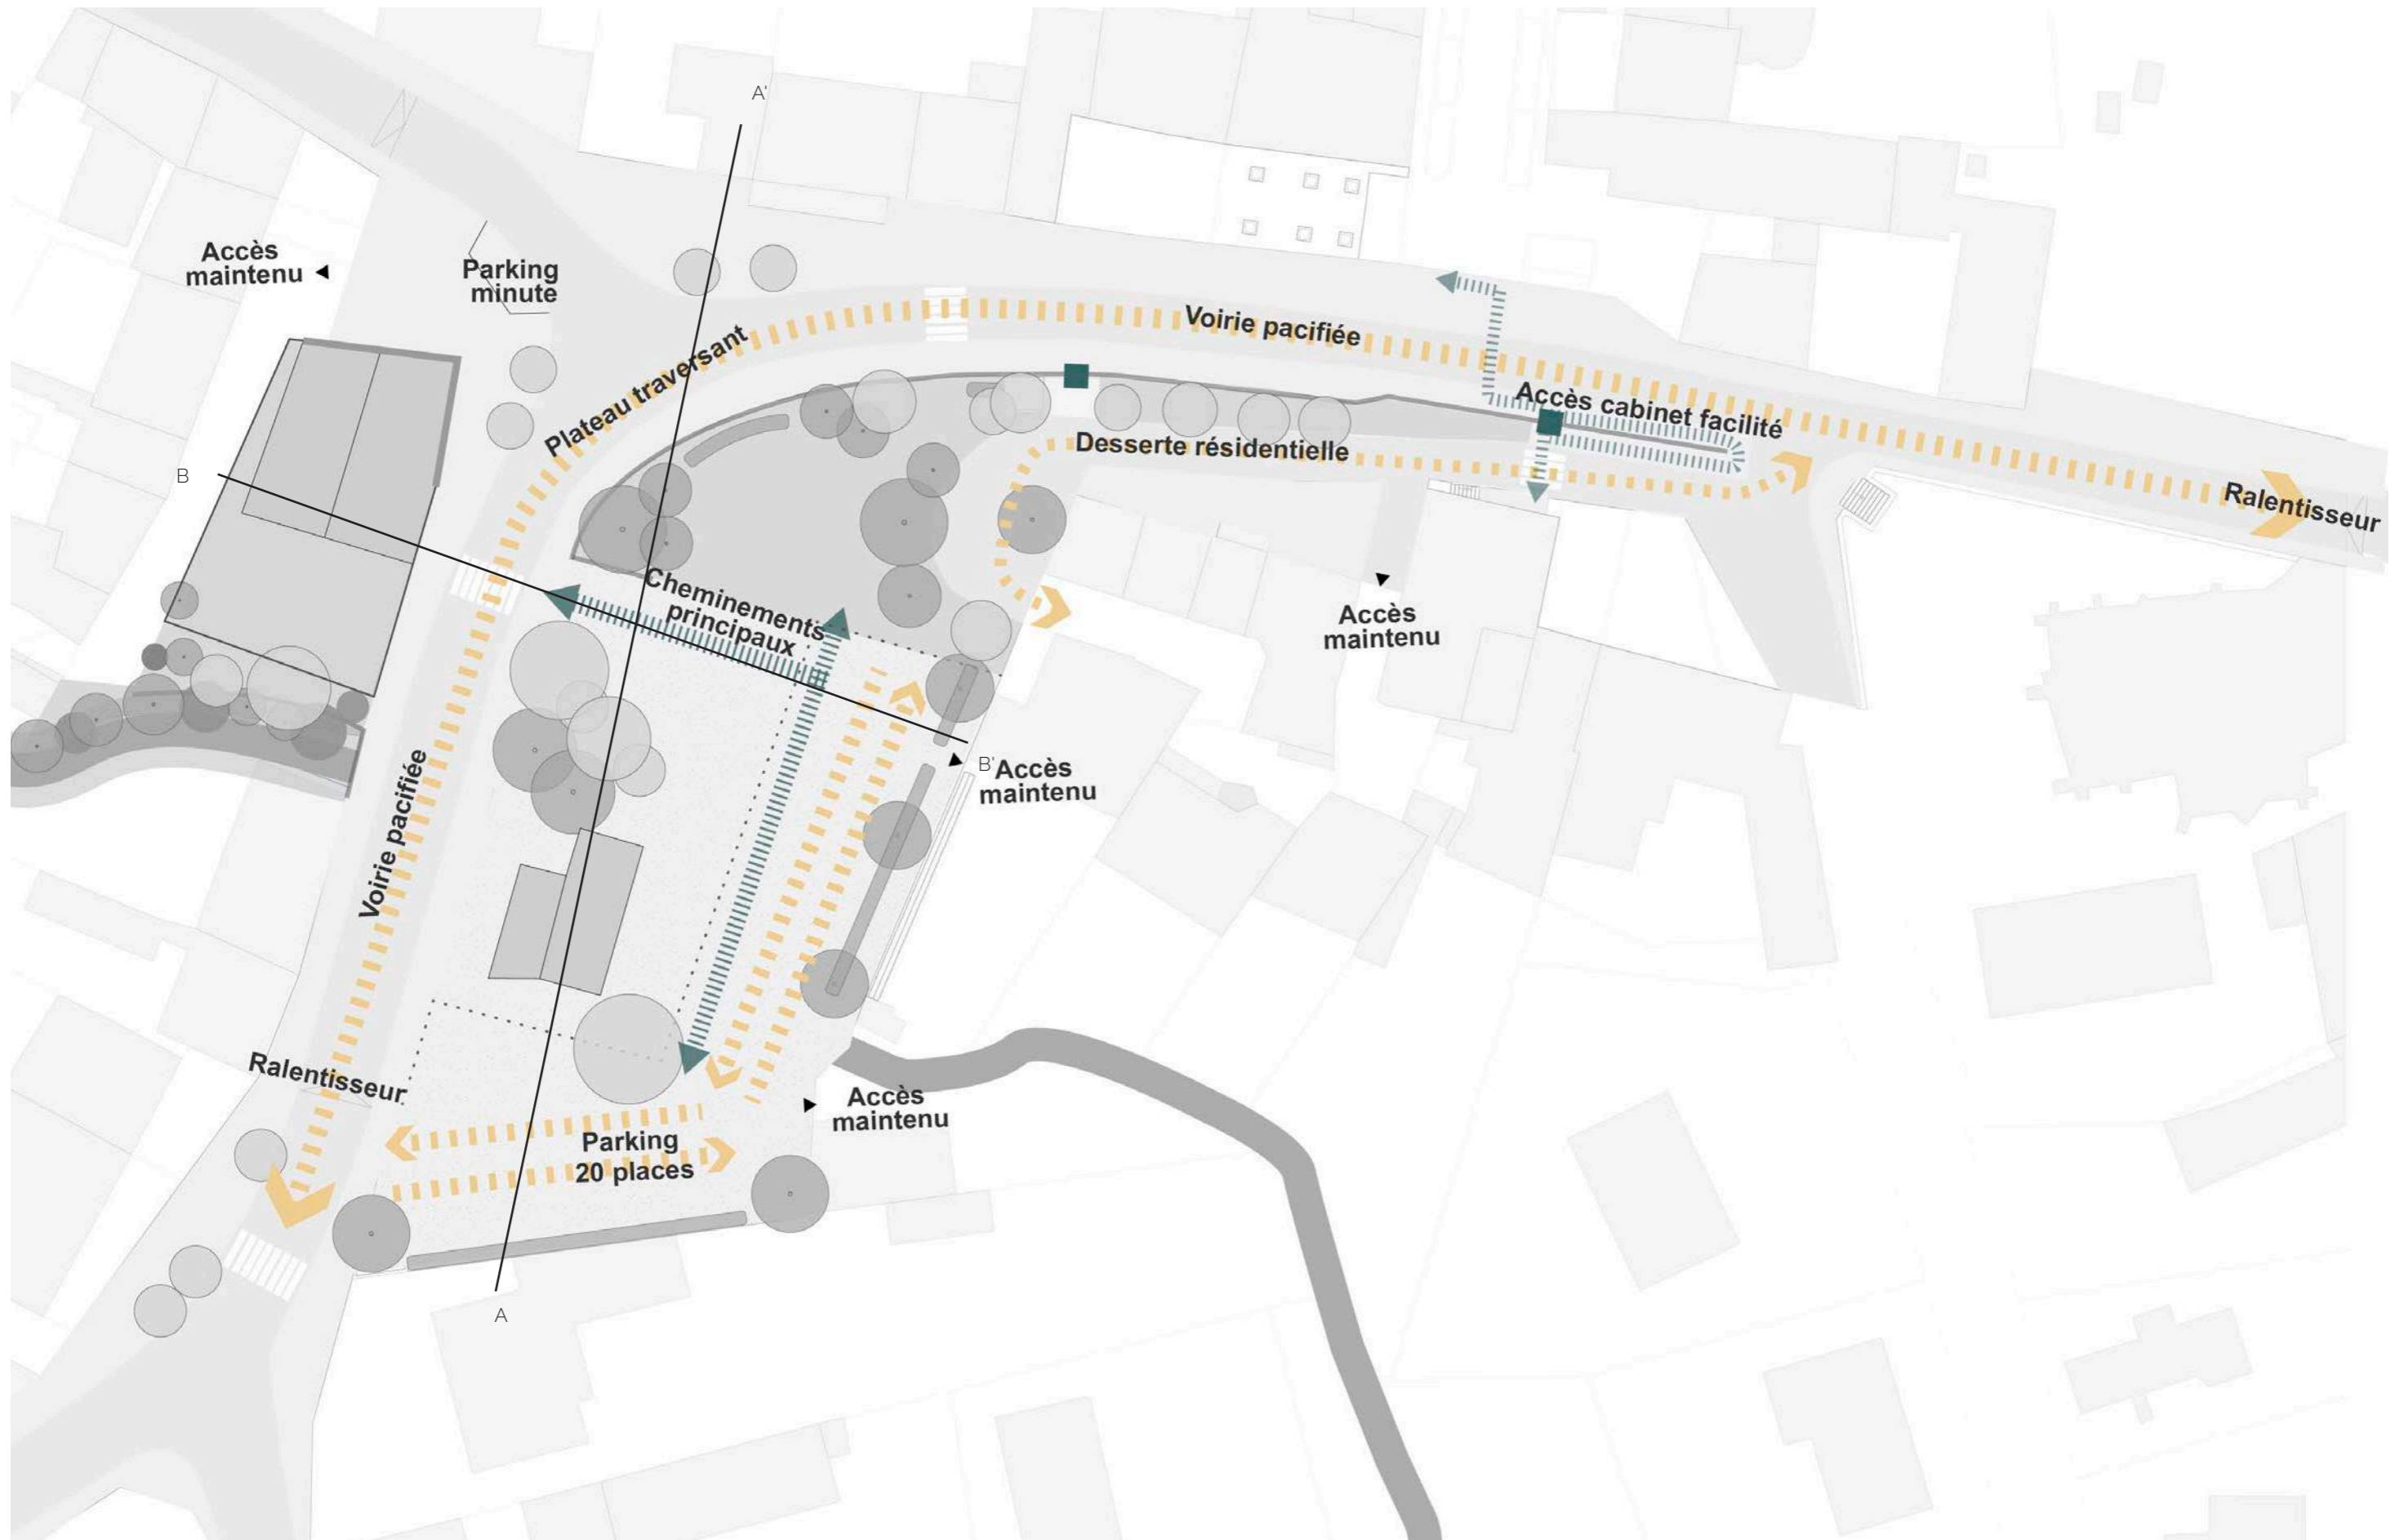 A'
Accès
maintenu
Parking
minute
Plateau traversant
Voirie pacifiée
Accès cabinet facilité
Desserte résidentielle
Ralentisseur
B
Cheminements
principaux
Accès
maintenu
B'
Accès
maintenu
Voirie pacifiée
Ralentisseur
Accès
maintenu
Parking
20 places
A